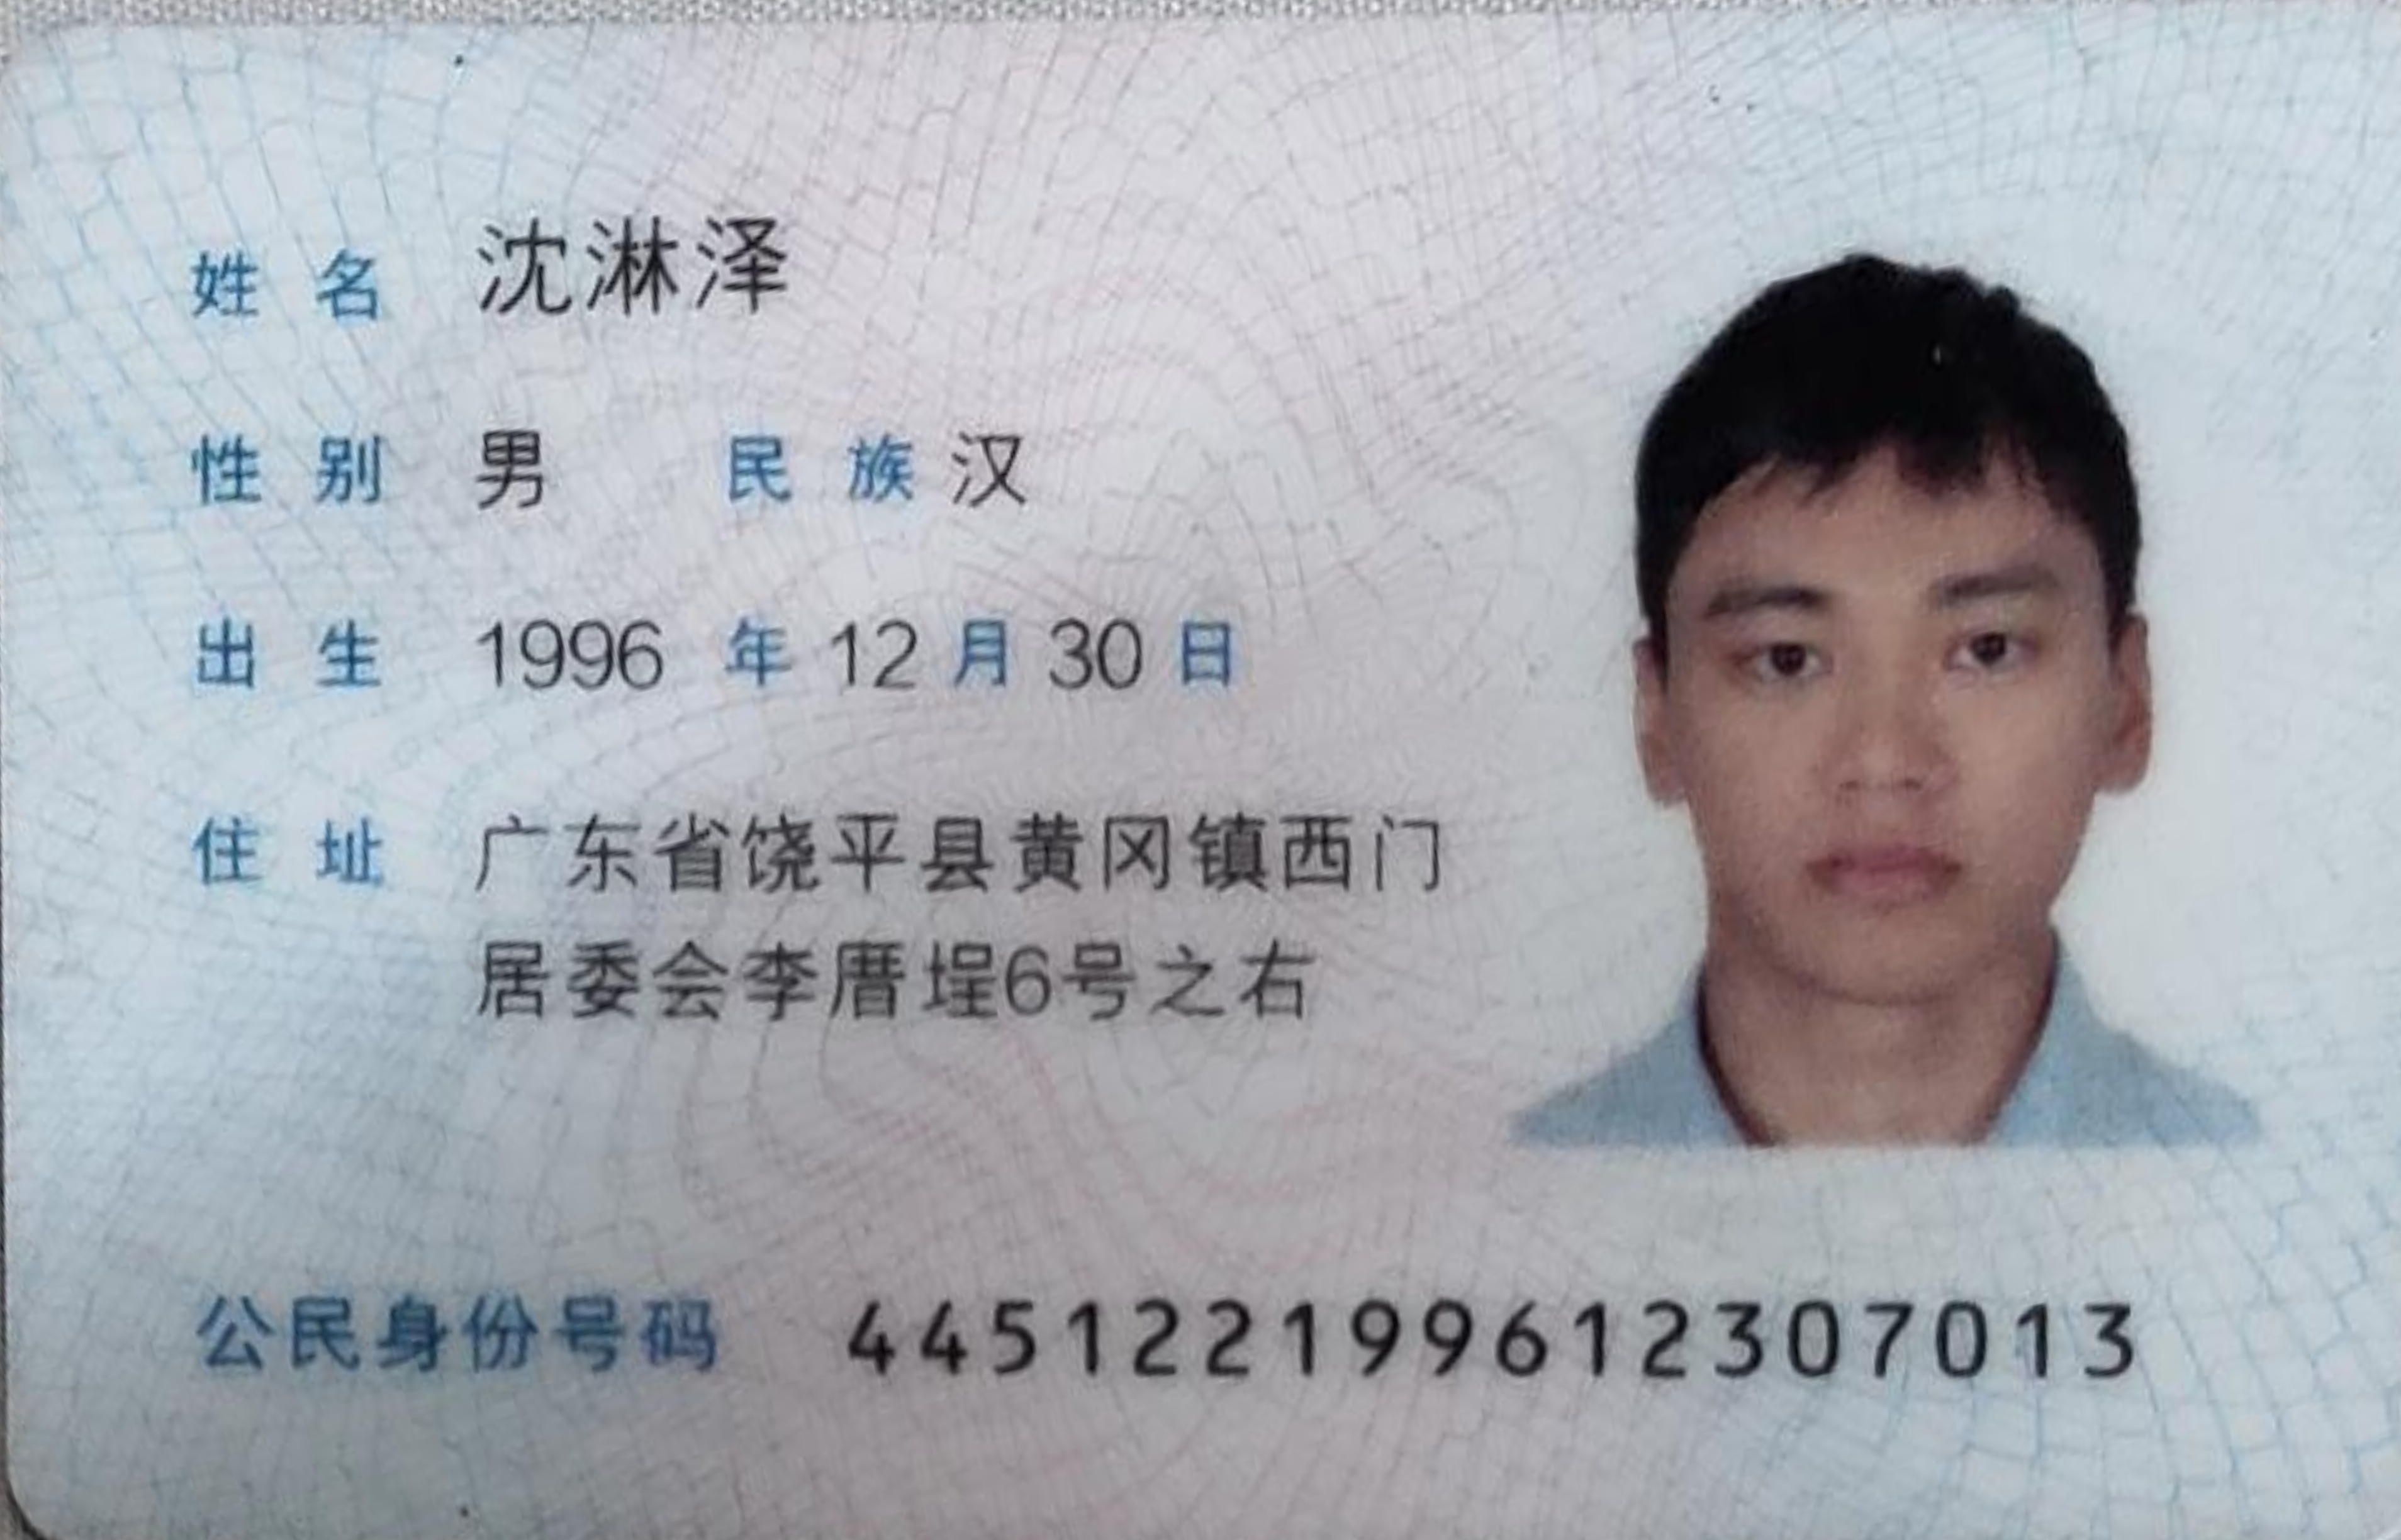 姓名 沈淋泽
性别 男 民族 汉
出生 1996 年 12 月 30 日
住址 广东省饶平县黄冈镇西门
居委会李厝埕6号之右
公民身份号码 445122199612307013